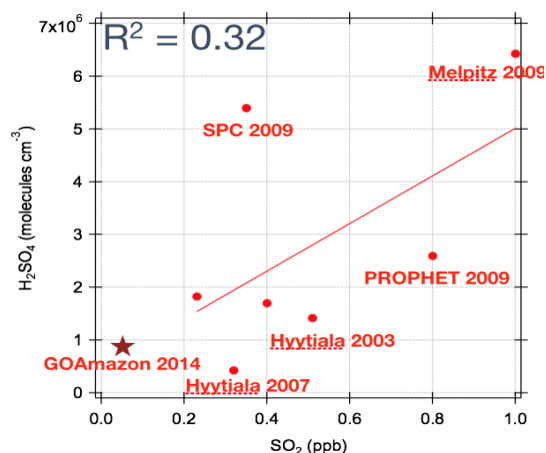 7x10⁶
R² = 0.32
Melpitz 2009
SPC 2009
PROPHET 2009
Hyytiala 2003
GOAmazon 2014
Hyytiala 2007
6
5
4
3
2
1
0
H₂SO₄ (molecules cm⁻³)
0.0 0.2 0.4 0.6 0.8 1.0
SO₂ (ppb)